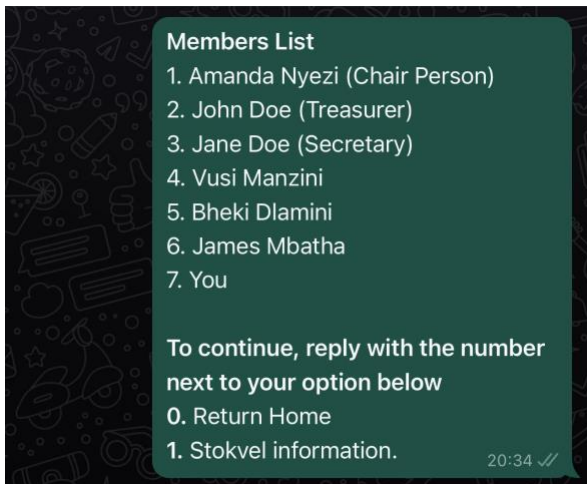 Members List
1. Amanda Nyezi (Chair Person)
2. John Doe (Treasurer)
3. Jane Doe (Secretary)
4. Vusi Manzini
5. Bheki Dlamini
6. James Mbatha
7. You
To continue, reply with the number
next to your option below
0. Return Home
1. Stokvel information.
20:34